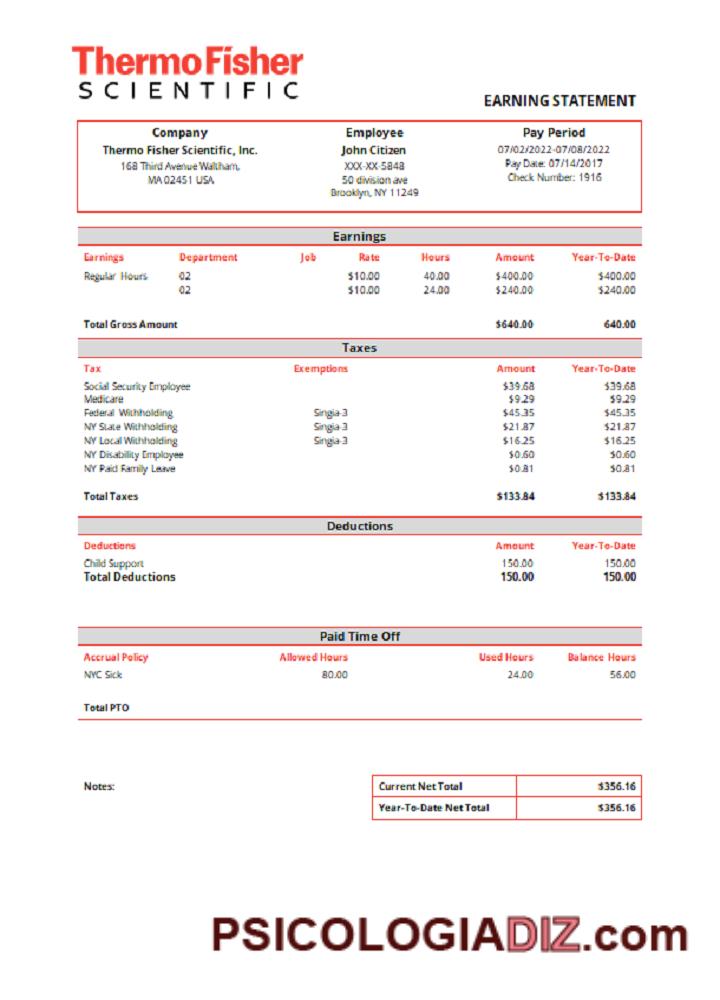 ThermoFisher
SCIENTIFIC
EARNING STATEMENT
Company Employee Pay Period
Thermo Fisher Scientific, Inc. John Citizen 07/02/2022-07/08/2022
168 Third Avenue Waltham, XXX-XX-5848 Pay Date: 07/14/2017
MA 02451 USA 50 division ave Check Number: 1916
Brooklyn, NY 11249
Earnings
Earnings Department Job Rate Hours Amount Year-To-Date
Regular Hours 02 $10.00 40.00 $400.00 $400.00
02 $10.00 24.00 $240.00 $240.00
Total Gross Amount $640.00 640.00
Taxes
Tax Exemptions Amount Year-To-Date
Social Security Employee $39.68 $39.68
Medicare $9.29 $9.29
Federal Withholding Singia-3 $45.35 $45.35
NY State Withholding Singia-3 $21.87 $21.87
NY Local Withholding Singia-3 $16.25 $16.25
NY Disability Employee $0.60 $0.60
NY Paid Family Leave $0.81 $0.81
Total Taxes $133.84 $133.84
Deductions
Deductions Amount Year-To-Date
Child Support 150.00 150.00
Total Deductions 150.00 150.00
Paid Time Off
Accrual Policy Allowed Hours Used Hours Balance Hours
NYC Sick 80.00 24.00 56.00
Total PTO
Notes: Current Net Total $356.16
Year-To-Date Net Total $356.16
PSICOLOGIADIZ.com